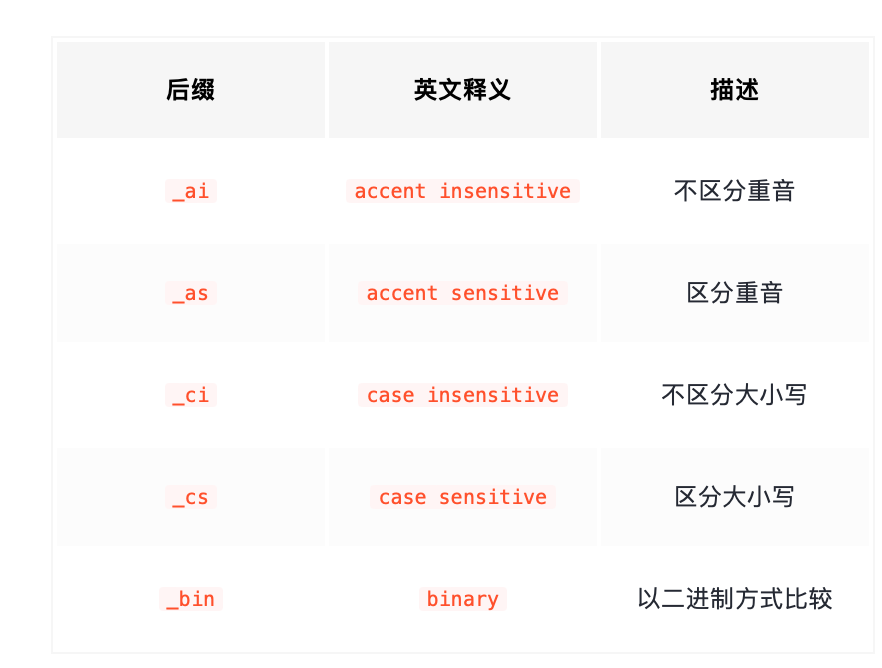 后缀 英文释义 描述
_ai accent insensitive 不区分重音
_as accent sensitive 区分重音
_ci case insensitive 不区分大小写
_cs case sensitive 区分大小写
_bin binary 以二进制方式比较